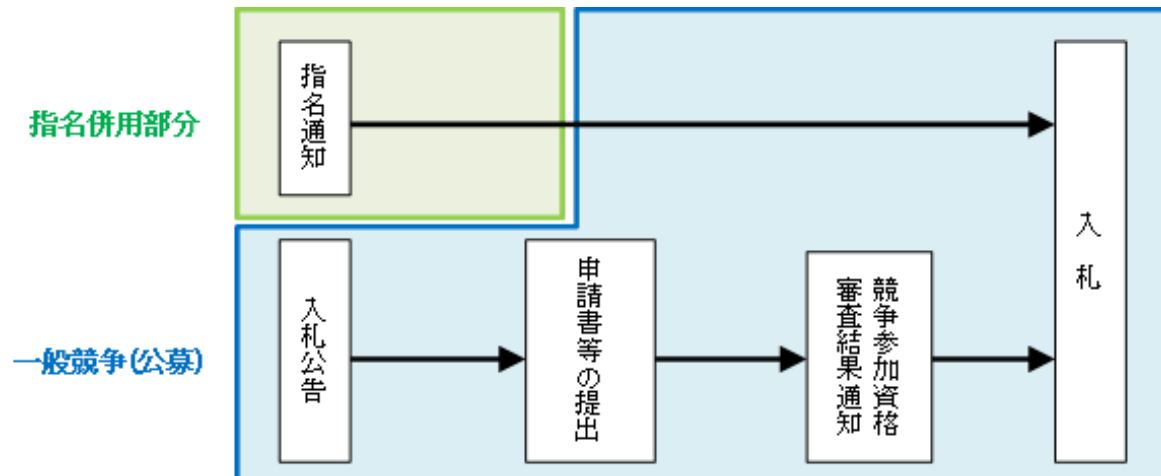 指名併用部分
指名通知
入札
一般競争(公募)
入札公告
申請書等の提出
競争参加資格
審査結果通知